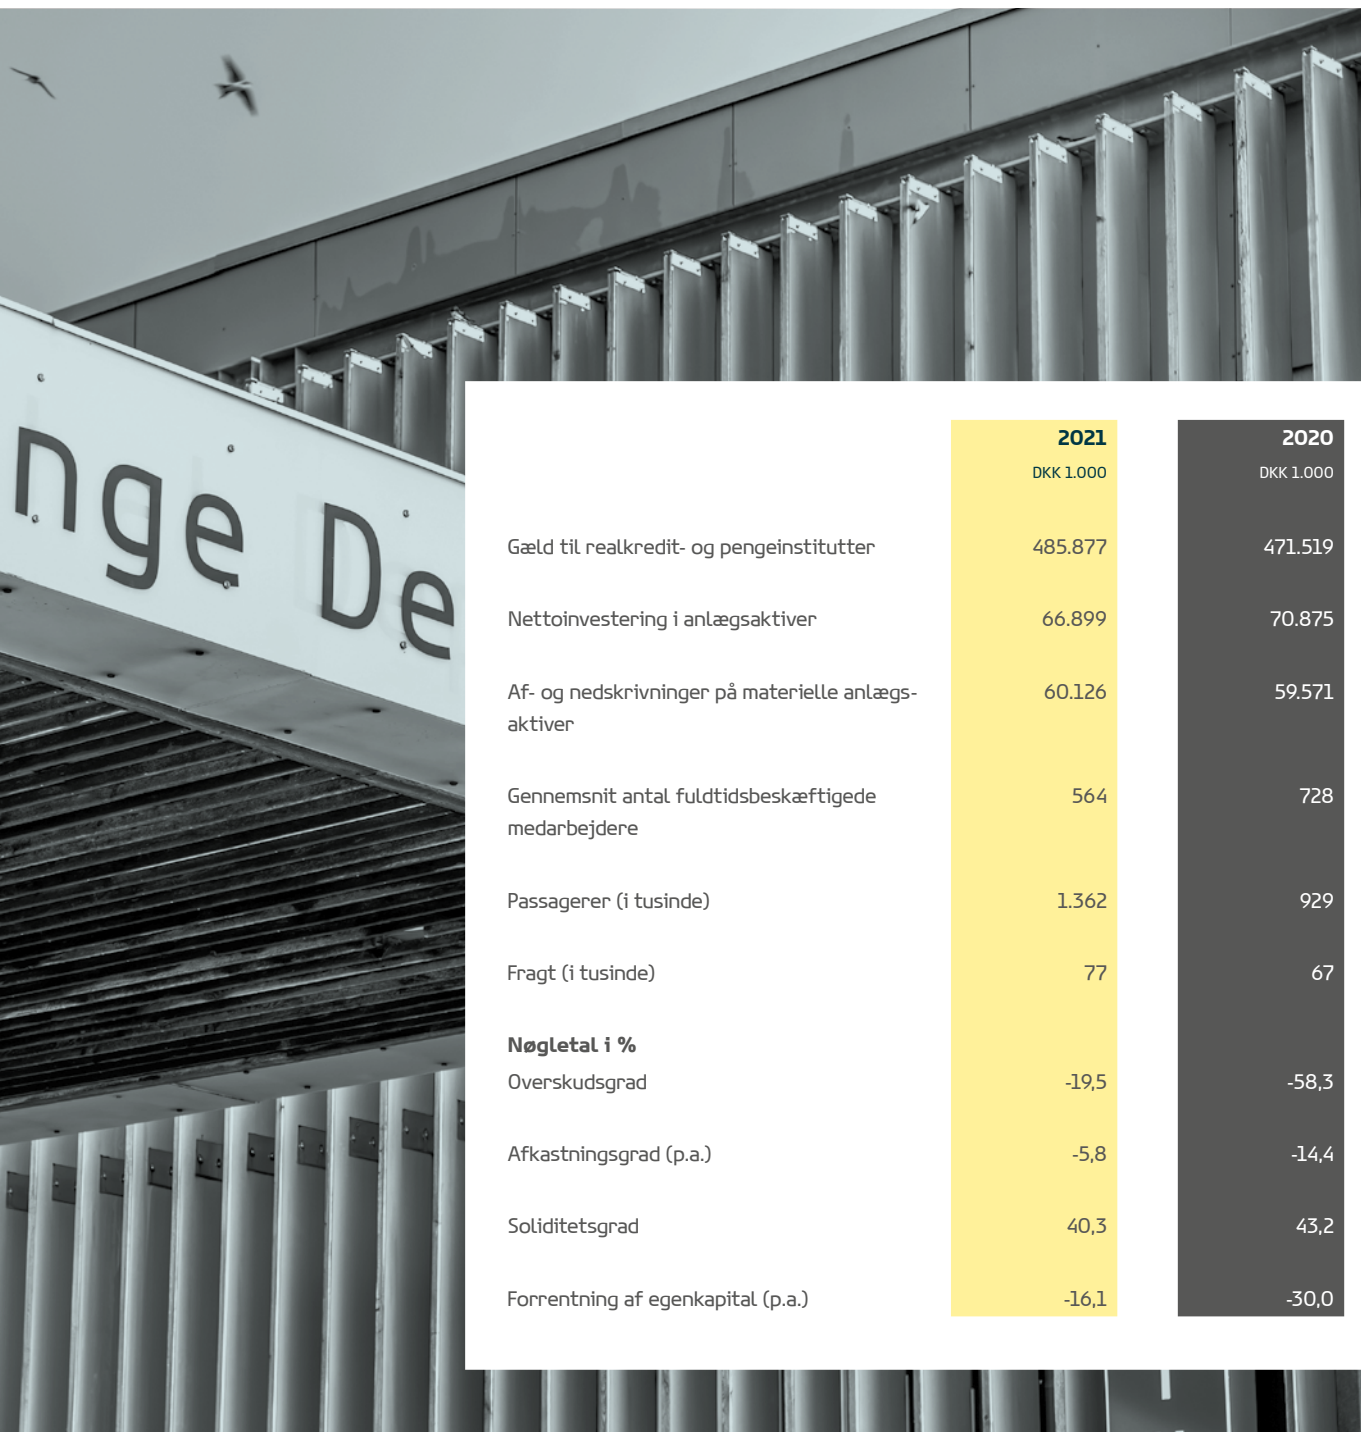 nge De
2021 2020
DKK 1.000 DKK 1.000
Gæld til realkredit- og pengeinstitutter 485.877 471.519
Nettoinvestering i anlægsaktiver 66.899 70.875
Af- og nedskrivninger på materielle anlægs- 60.126 59.571
aktiver
Gennemsnit antal fuldtidsbeskæftigede 564 728
medarbejdere
Passagerer (i tusinde) 1.362 929
Fragt (i tusinde) 77 67
Nøgletal i %
Overskudsgrad -19,5 -58,3
Afkastningsgrad (p.a.) -5,8 -14,4
Soliditetsgrad 40,3 43,2
Forrentning af egenkapital (p.a.) -16,1 -30,0